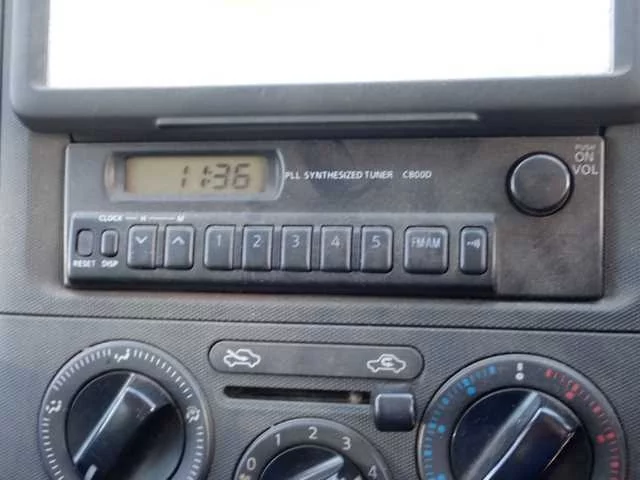 PUSH
ON
VOL
11:36
PLL SYNTHESIZED TUNER CB00D
CLOCK H M
RESET DISP
1 2 3 4 5 FM AM
0 1 2 3 4